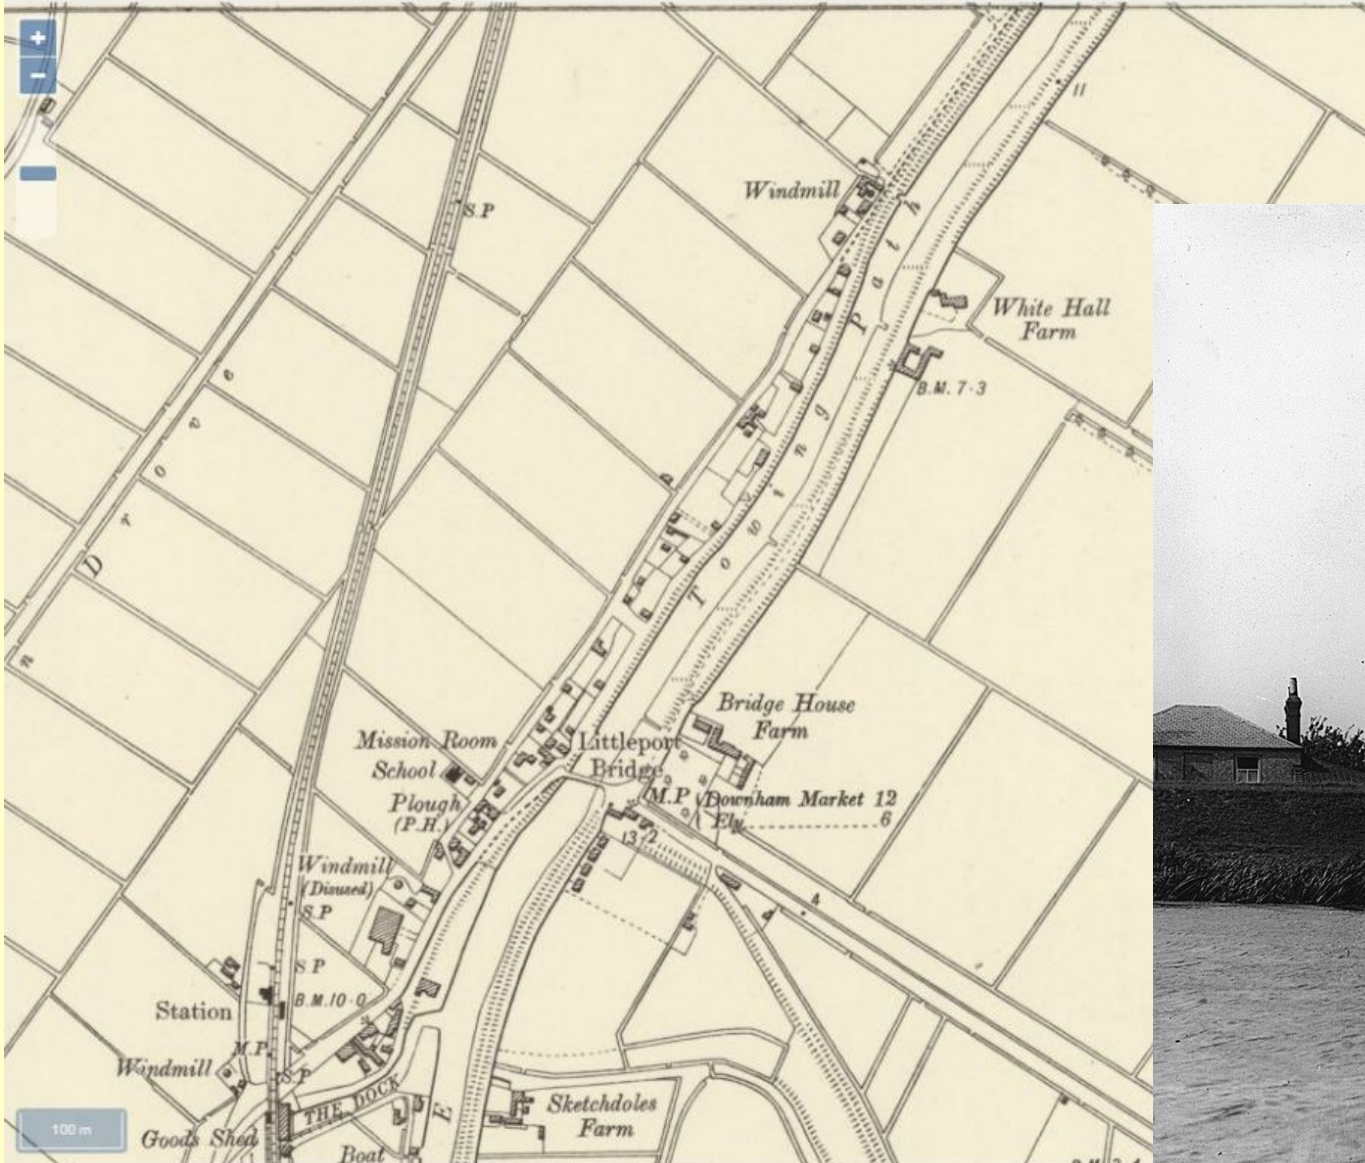 +
−
11
Windmill
S.P
White Hall
Farm
B.M. 7·3
Towing Path
Drove
Bridge House
Farm
Mission Room
School
Littleport
Bridge
Plough
(P.H.)
M.P
Downham Market 12
Ely 6
13·2
Windmill
(Disused)
S.P
4
S.P
B.M. 10·0
Station
M.P
Windmill
S.P
THE DOCK
E
Sketchdoles
Farm
100 m
Goods Shed
Boat